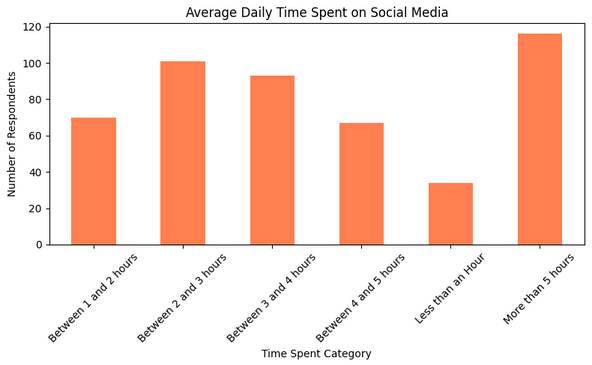 Average Daily Time Spent on Social Media
Number of Respondents
120
100
80
60
40
20
0
Between 1 and 2 hours
Between 2 and 3 hours
Between 3 and 4 hours
Between 4 and 5 hours
Less than an Hour
More than 5 hours
Time Spent Category